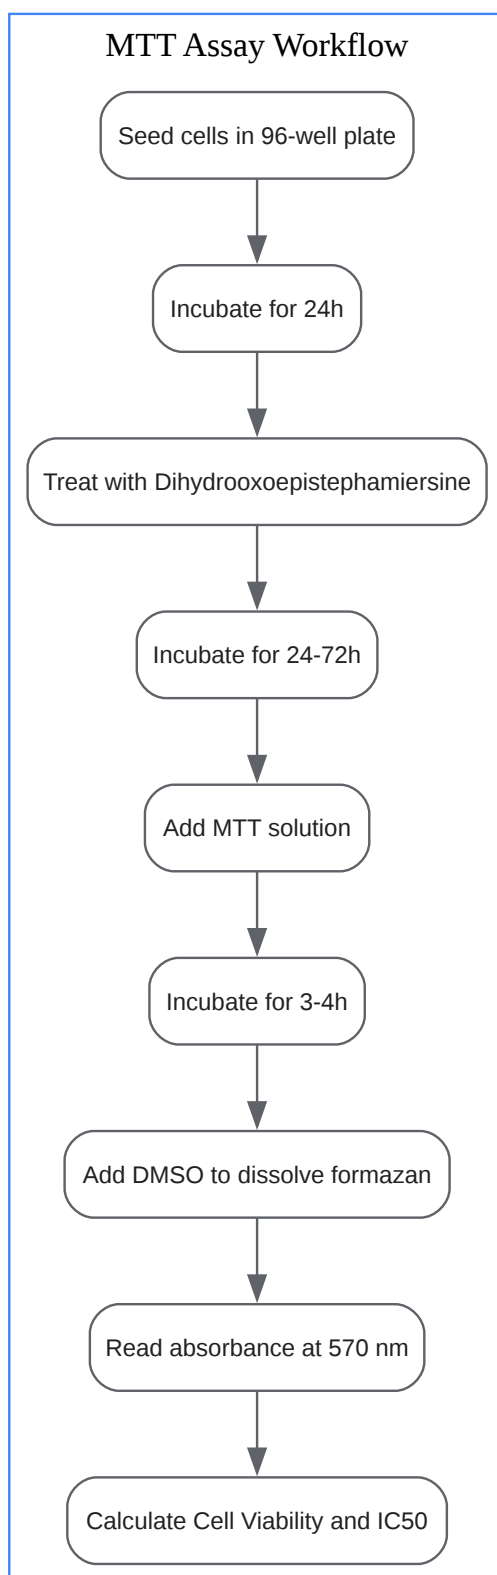 MTT Assay Workflow
Seed cells in 96-well plate
Incubate for 24h
Treat with Dihydrooxoepistephamiersine
Incubate for 24-72h
Add MTT solution
Incubate for 3-4h
Add DMSO to dissolve formazan
Read absorbance at 570 nm
Calculate Cell Viability and IC50